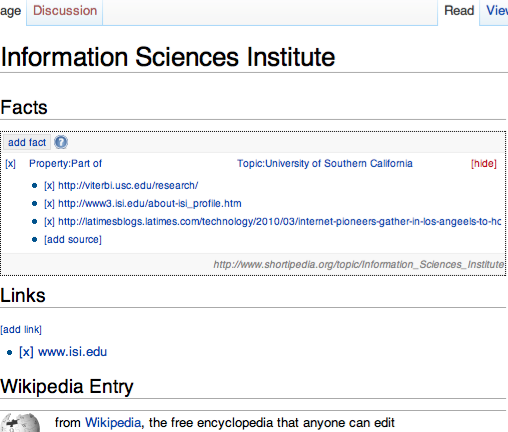 age Discussion Read View
Information Sciences Institute
Facts
add fact ?
[x] Property:Part of Topic:University of Southern California [hide]
[x] http://viterbi.usc.edu/research/
[x] http://www3.isi.edu/about-isi_profile.htm
[x] http://latimesblogs.latimes.com/technology/2010/03/internet-pioneers-gather-in-los-angeels-to-ho
[add source]
http://www.shortipedia.org/topic/Information_Sciences_Institute
Links
[add link]
[x] www.isi.edu
Wikipedia Entry
from Wikipedia, the free encyclopedia that anyone can edit